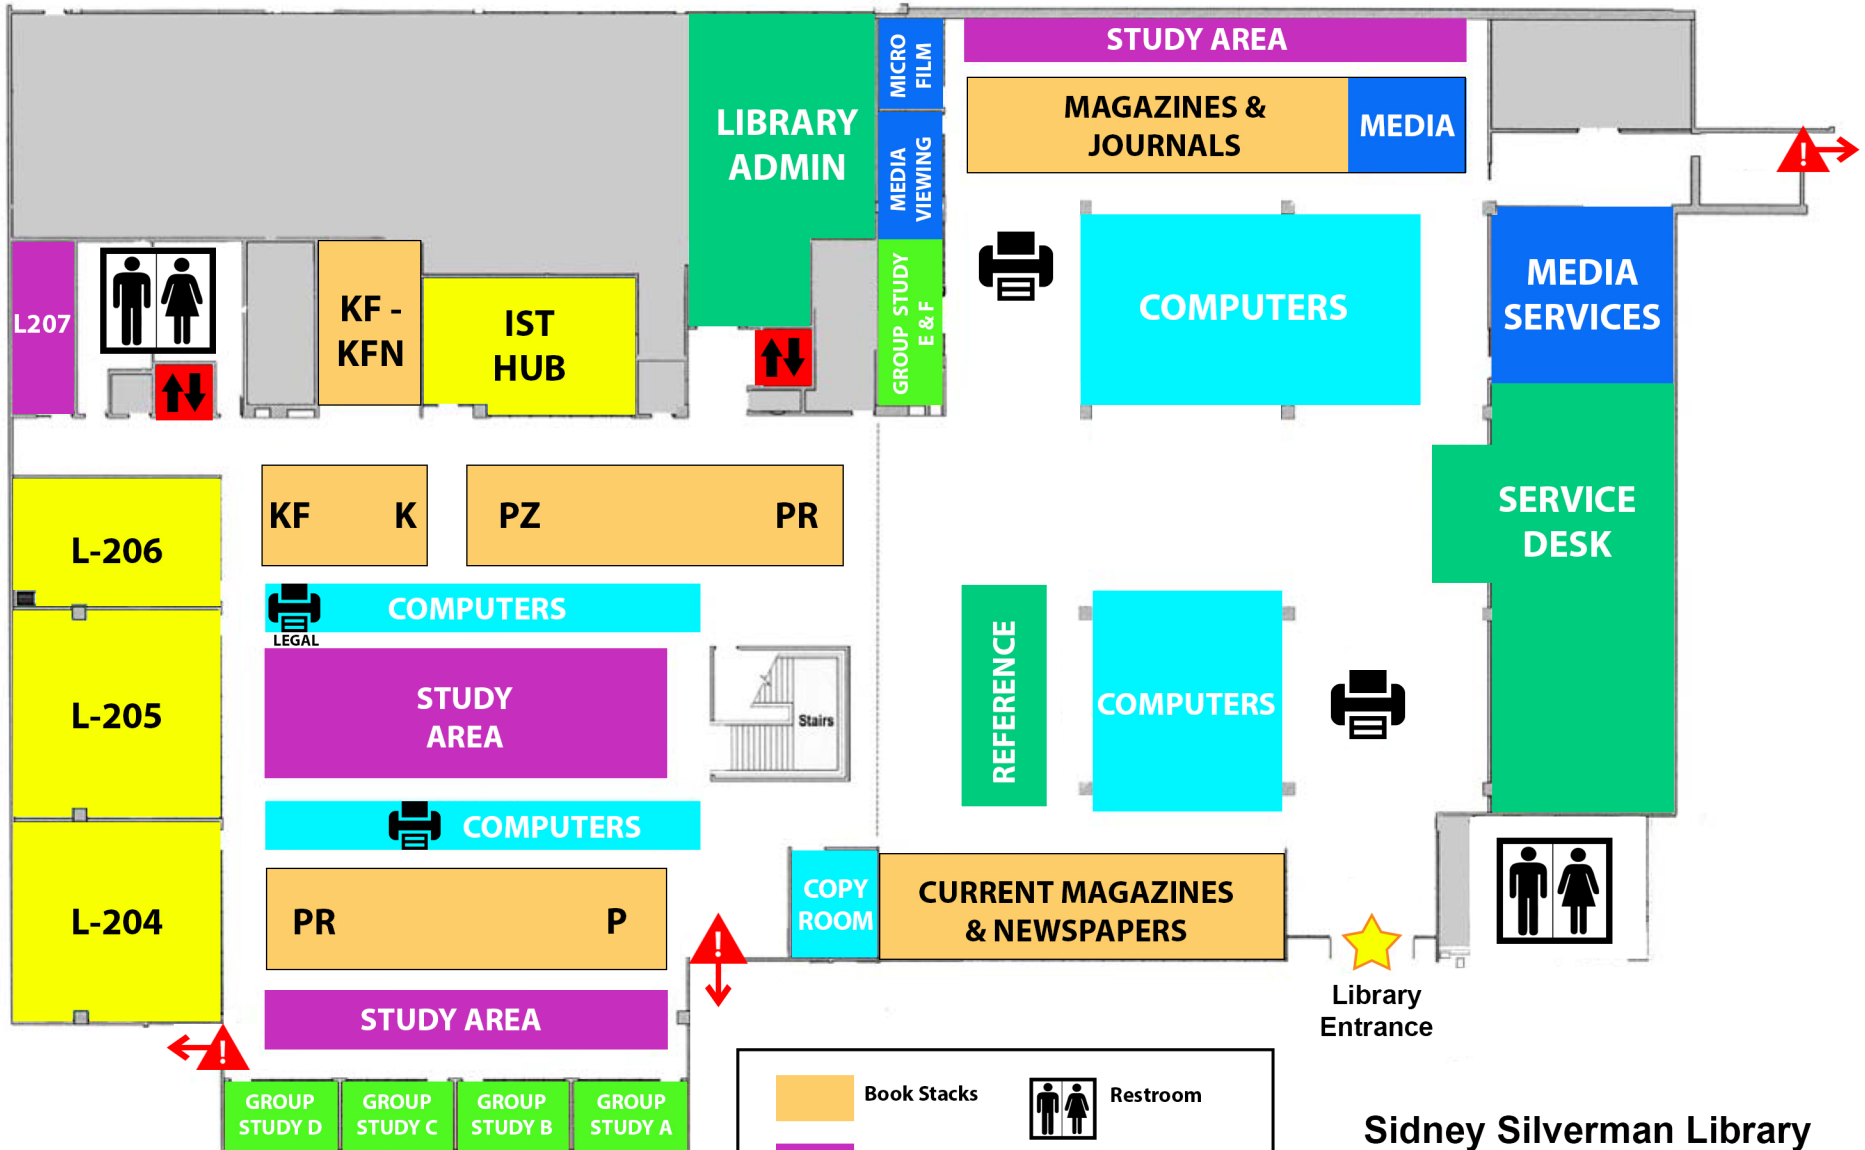 STUDY AREA
MICRO
FILM
LIBRARY
ADMIN
MAGAZINES &
JOURNALS
MEDIA
MEDIA
VIEWING
GROUP STUDY
E & F
L207
KF -
KFN
IST
HUB
COMPUTERS
MEDIA
SERVICES
KF K
PZ PR
SERVICE
DESK
L-206
COMPUTERS
LEGAL
L-205
STUDY
AREA
Stairs
REFERENCE
COMPUTERS
COMPUTERS
L-204
PR P
COPY
ROOM
CURRENT MAGAZINES
& NEWSPAPERS
Library
Entrance
STUDY AREA
GROUP
STUDY D
GROUP
STUDY C
GROUP
STUDY B
GROUP
STUDY A
Book Stacks
Restroom
Sidney Silverman Library